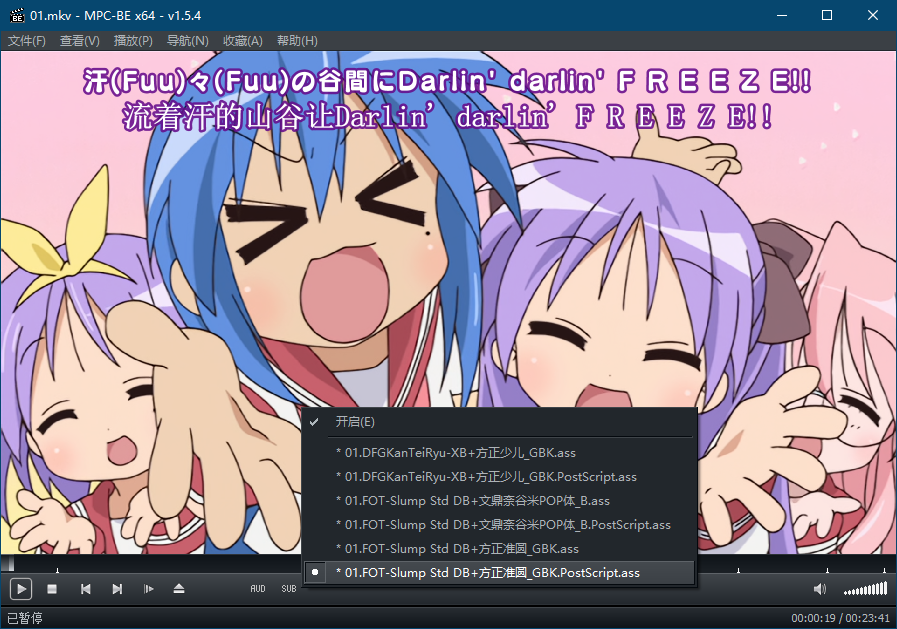 01.mkv - MPC-BE x64 - v1.5.4
文件(F) 查看(V) 播放(P) 导航(N) 收藏(A) 帮助(H)
汗(Fuu)々(Fuu)の谷間にDarlin' darlin' ＦＲＥＥＺＥ!!
流着汗的山谷让Darlin’ darlin’ ＦＲＥＥＺＥ!!
开启(E)
* 01.DFGKanTeiRyu-XB+方正少儿_GBK.ass
* 01.DFGKanTeiRyu-XB+方正少儿_GBK.PostScript.ass
* 01.FOT-Slump Std DB+文鼎奈谷米POP体_B.ass
* 01.FOT-Slump Std DB+文鼎奈谷米POP体_B.PostScript.ass
* 01.FOT-Slump Std DB+方正准圆_GBK.ass
* 01.FOT-Slump Std DB+方正准圆_GBK.PostScript.ass
AUD SUB
已暂停 00:00:19 / 00:23:41